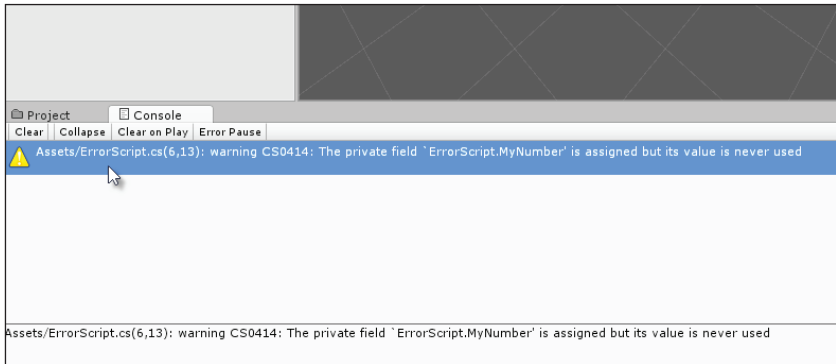 Project Console
Clear Collapse Clear on Play Error Pause
Assets/ErrorScript.cs(6,13): warning CS0414: The private field `ErrorScript.MyNumber' is assigned but its value is never used
Assets/ErrorScript.cs(6,13): warning CS0414: The private field `ErrorScript.MyNumber' is assigned but its value is never used